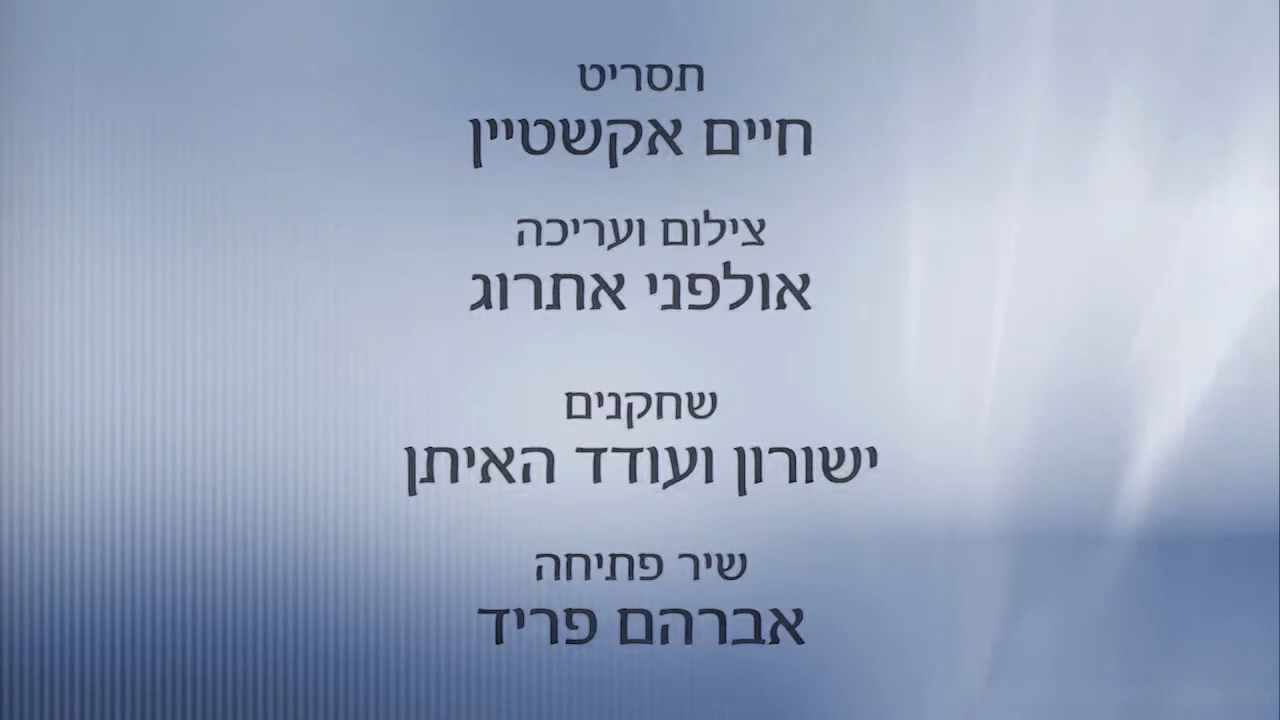 תסריט
חיים אקשטיין
צילום ועריכה
אולפני אתרוג
שחקנים
ישורון ועודד האיתן
שיר פתיחה
אברהם פריד